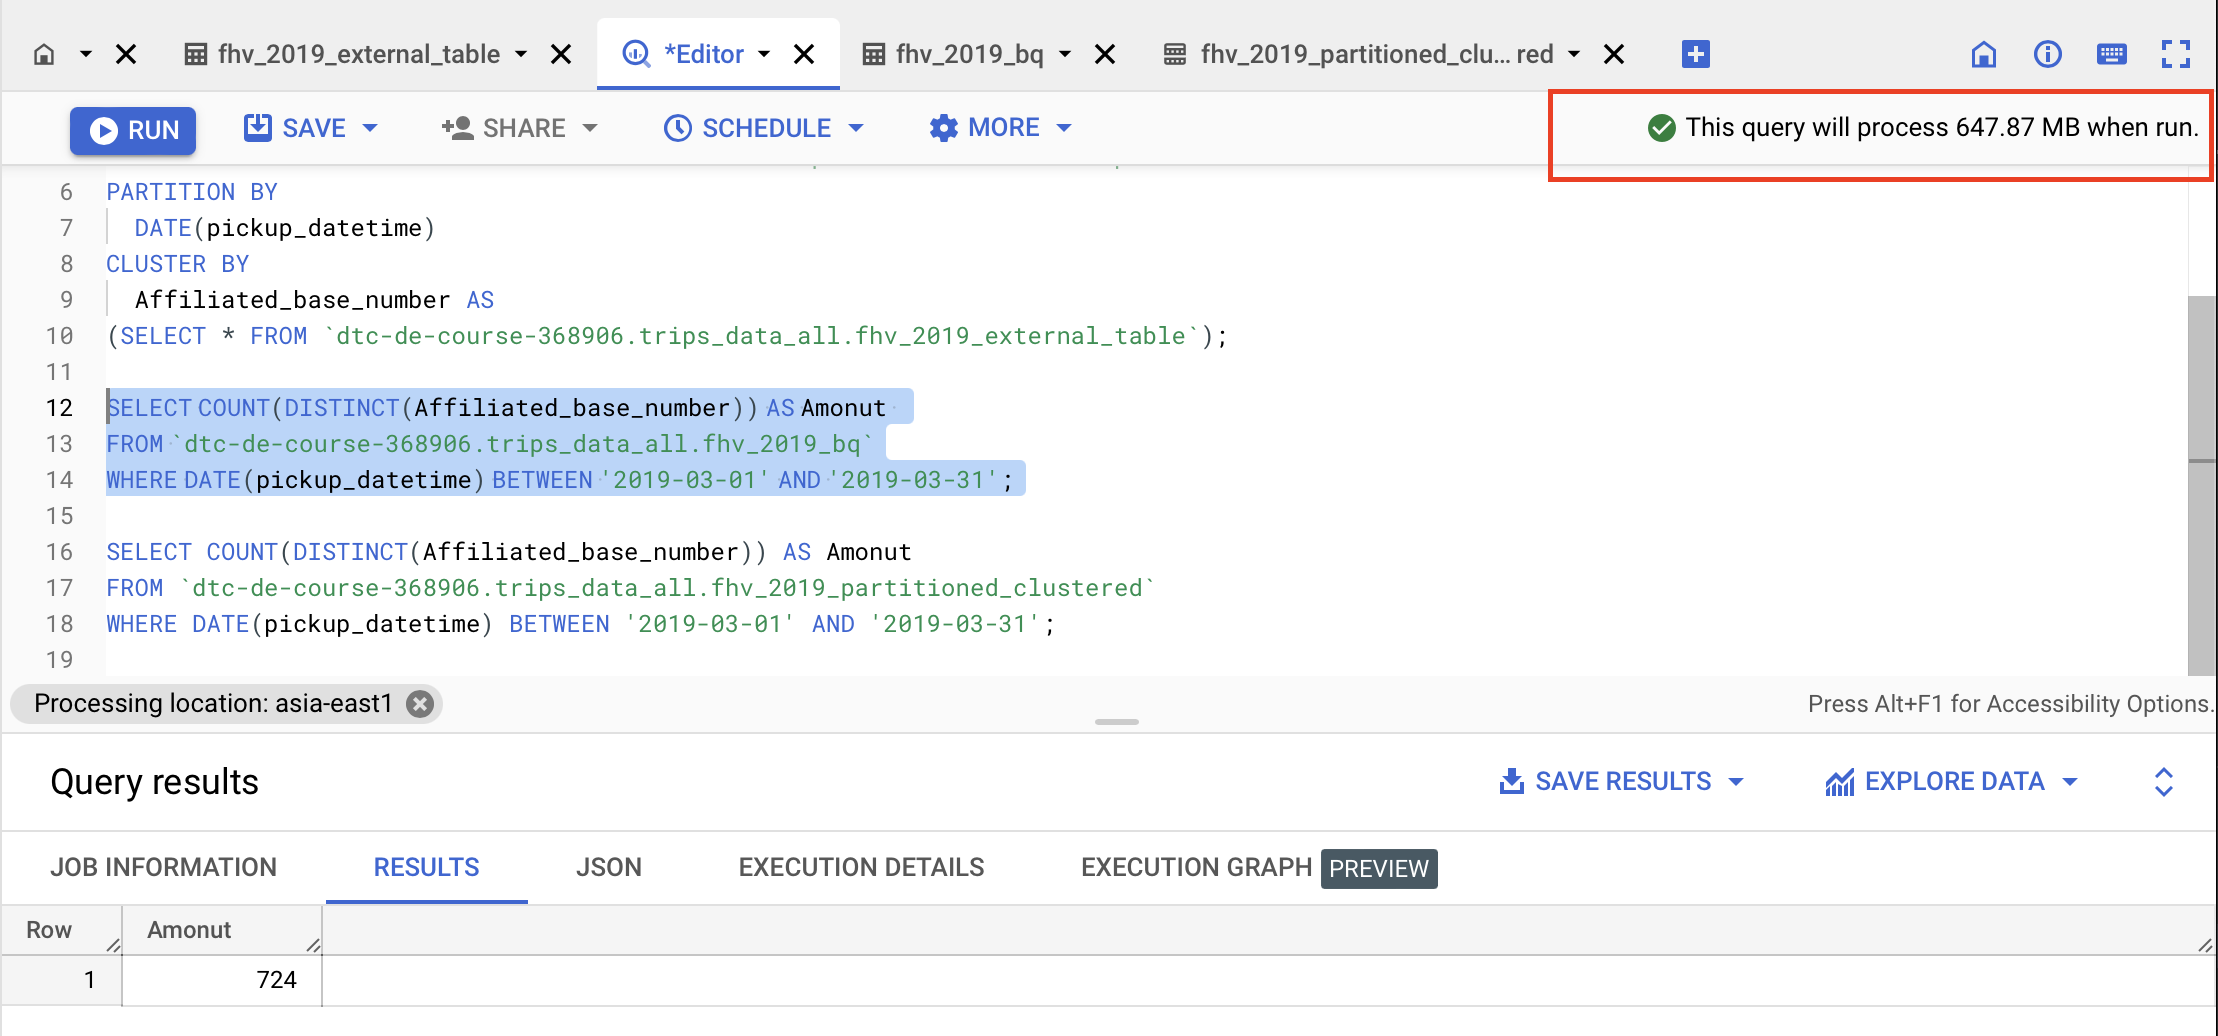 fhv_2019_external_table
*Editor
fhv_2019_bq
fhv_2019_partitioned_clu... red
RUN
SAVE
SHARE
SCHEDULE
MORE
This query will process 647.87 MB when run.
6 PARTITION BY
7 DATE(pickup_datetime)
8 CLUSTER BY
9 Affiliated_base_number AS
10 (SELECT * FROM `dtc-de-course-368906.trips_data_all.fhv_2019_external_table`);
11
12 SELECT COUNT(DISTINCT(Affiliated_base_number)) AS Amonut
13 FROM `dtc-de-course-368906.trips_data_all.fhv_2019_bq`
14 WHERE DATE(pickup_datetime) BETWEEN '2019-03-01' AND '2019-03-31';
15
16 SELECT COUNT(DISTINCT(Affiliated_base_number)) AS Amonut
17 FROM `dtc-de-course-368906.trips_data_all.fhv_2019_partitioned_clustered`
18 WHERE DATE(pickup_datetime) BETWEEN '2019-03-01' AND '2019-03-31';
19
Processing location: asia-east1
Press Alt+F1 for Accessibility Options.
Query results
SAVE RESULTS
EXPLORE DATA
JOB INFORMATION
RESULTS
JSON
EXECUTION DETAILS
EXECUTION GRAPH PREVIEW
Row Amonut
1 724